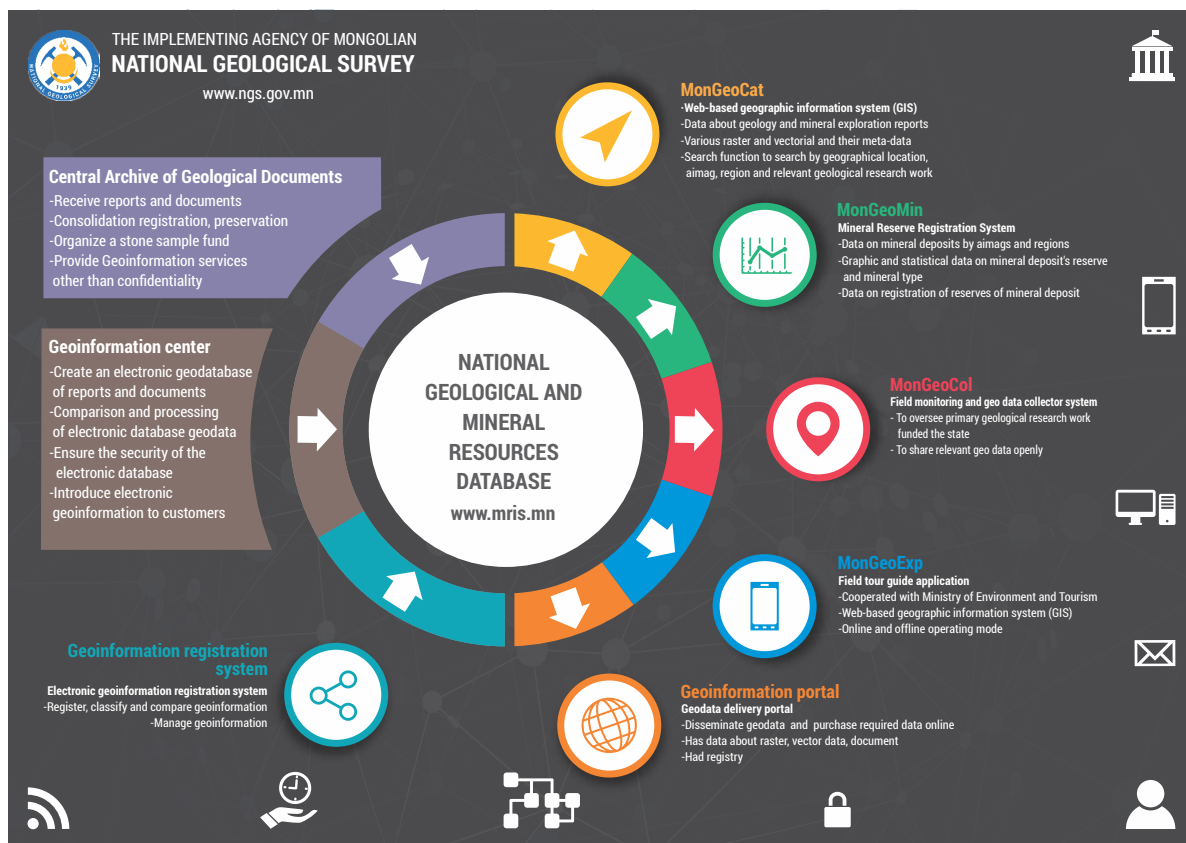 THE IMPLEMENTING AGENCY OF MONGOLIAN
NATIONAL GEOLOGICAL SURVEY
www.ngs.gov.mn
NATIONAL GEOLOGICAL SURVEY
1939
Central Archive of Geological Documents
-Receive reports and documents
-Consolidation registration, preservation
-Organize a stone sample fund
-Provide Geoinformation services
other than confidentiality
Geoinformation center
-Create an electronic geodatabase
of reports and documents
-Comparison and processing
of electronic database geodata
-Ensure the security of the
electronic database
-Introduce electronic
geoinformation to customers
Geoinformation registration
system
Electronic geoinformation registration system
-Register, classify and compare geoinformation
-Manage geoinformation
NATIONAL
GEOLOGICAL AND
MINERAL
RESOURCES
DATABASE
www.mris.mn
MonGeoCat
-Web-based geographic information system (GIS)
-Data about geology and mineral exploration reports
-Various raster and vectorial and their meta-data
-Search function to search by geographical location,
aimag, region and relevant geological research work
MonGeoMin
Mineral Reserve Registration System
-Data on mineral deposits by aimags and regions
-Graphic and statistical data on mineral deposit's reserve
and mineral type
-Data on registration of reserves of mineral deposit
MonGeoCol
Field monitoring and geo data collector system
- To oversee primary geological research work
funded the state
- To share relevant geo data openly
MonGeoExp
Field tour guide application
-Cooperated with Ministry of Environment and Tourism
-Web-based geographic information system (GIS)
-Online and offline operating mode
Geoinformation portal
Geodata delivery portal
-Disseminate geodata and purchase required data online
-Has data about raster, vector data, document
-Had registry